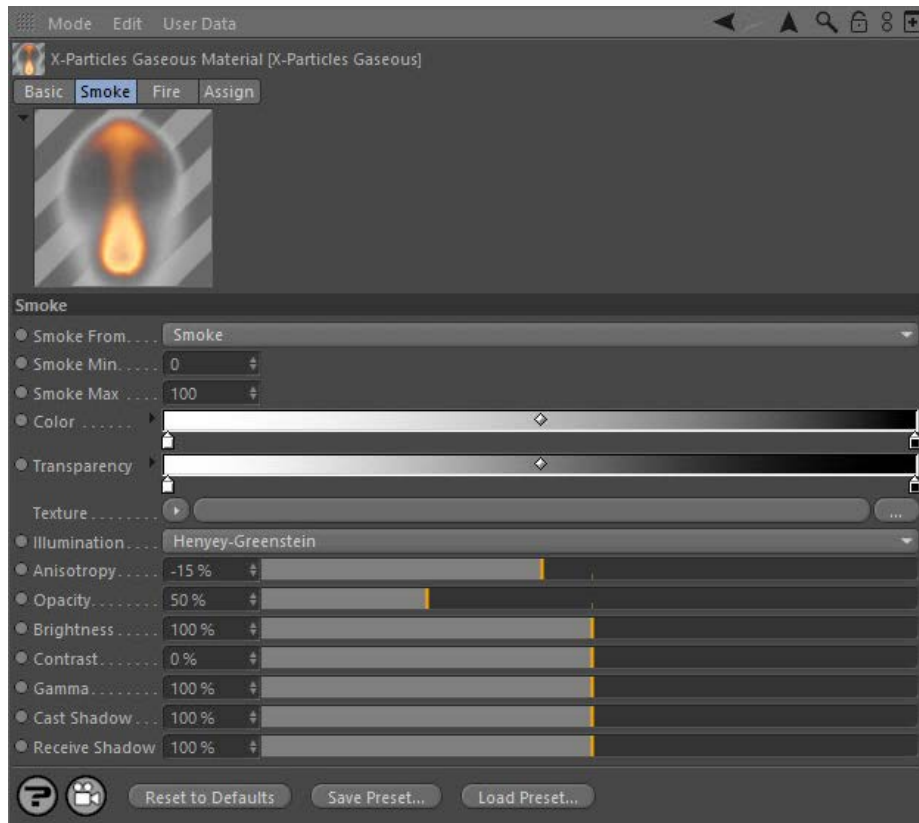 Mode Edit User Data
X-Particles Gaseous Material [X-Particles Gaseous]
Basic Smoke Fire Assign
Smoke
Smoke From.... Smoke
Smoke Min..... 0
Smoke Max .... 100
Color ......
Transparency
Texture........ ...
Illumination.... Henyey-Greenstein
Anisotropy..... -15 %
Opacity........ 50 %
Brightness ..... 100 %
Contrast....... 0 %
Gamma........ 100 %
Cast Shadow... 100 %
Receive Shadow 100 %
? Reset to Defaults Save Preset... Load Preset...